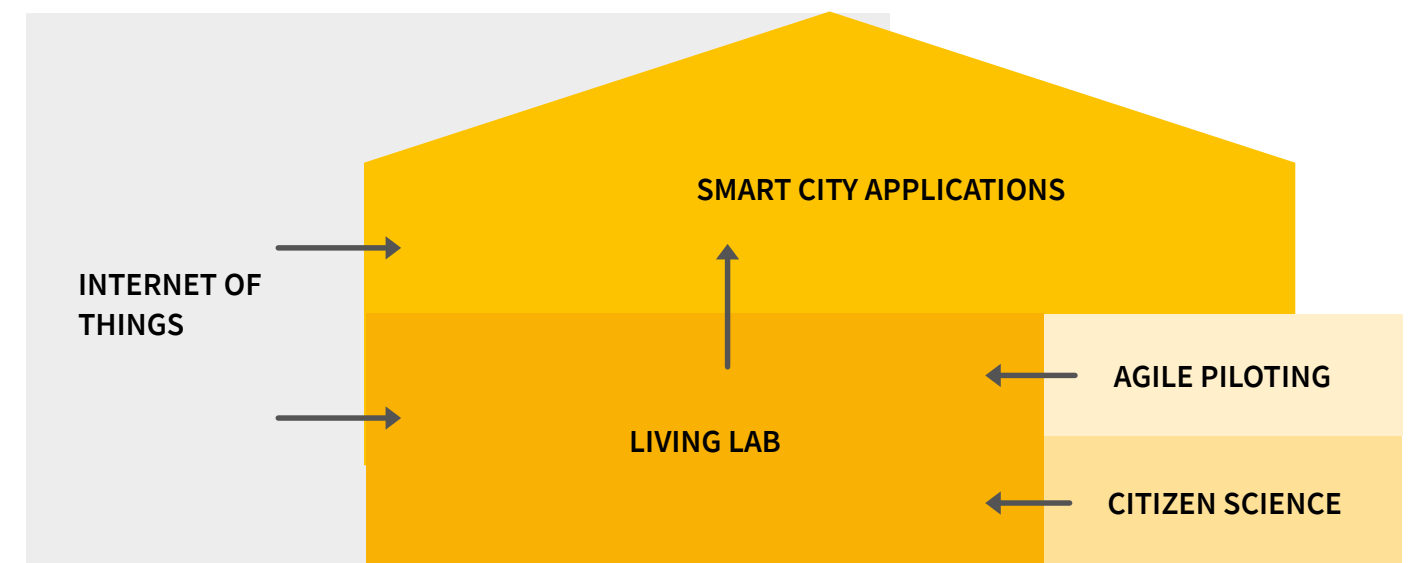 SMART CITY APPLICATIONS
INTERNET OF
THINGS
AGILE PILOTING
LIVING LAB
CITIZEN SCIENCE